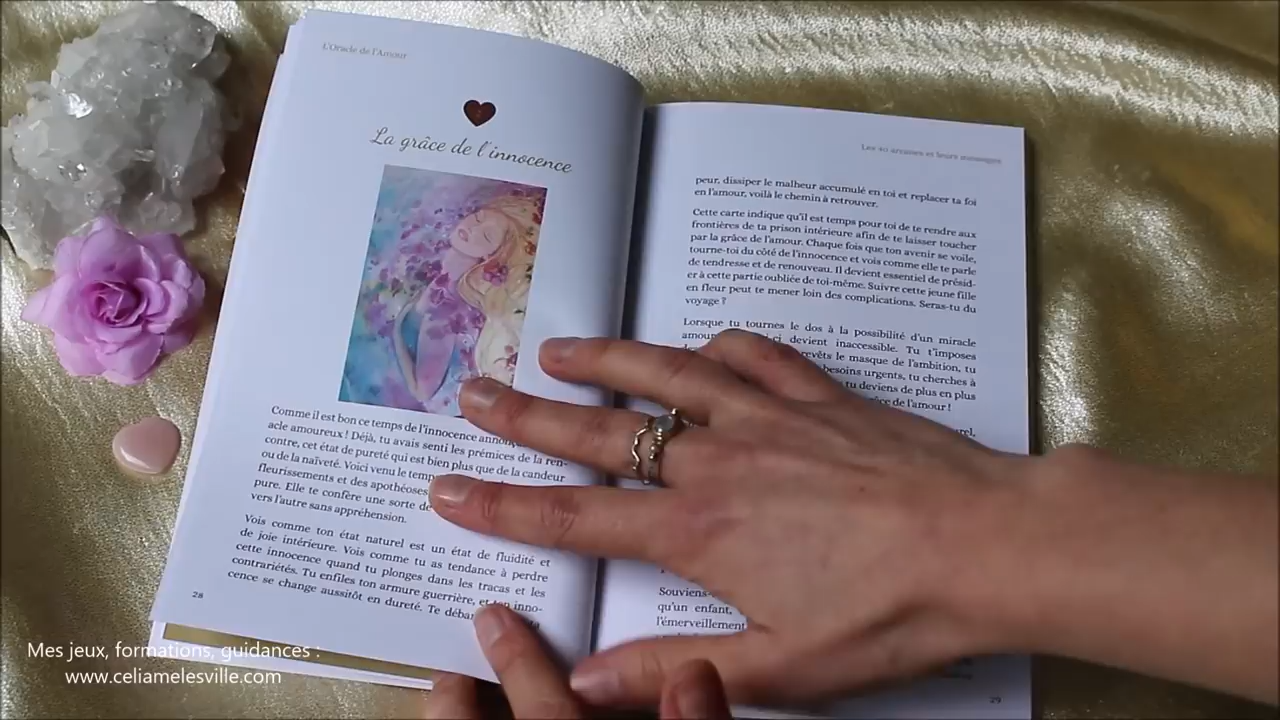 L'Oracle de l'Amour
La grâce de l'innocence
Comme il est bon ce temps de l'innocence
acle amoureux ! Déjà, tu avais senti les prémices de la ren-
contre, cet état de pureté qui est bien plus que de la candeur
ou de la naïveté. Voici venu le
fleurissements et des apothéoses
pure. Elle te confère une sorte de
vers l'autre sans appréhension.
Vois comme ton état naturel est un état de fluidité et
de joie intérieure. Vois comme tu as tendance à perdre
cette innocence quand tu plonges dans les tracas et les
contrariétés. Tu enfiles ton armure guerrière, et ton inno-
cence se change aussitôt en dureté. Te
28
Les 40 arcanes et leurs messages
peur, dissiper le malheur accumulé en toi et replacer ta foi
en l'amour, voilà le chemin à retrouver.
Cette carte indique qu'il est temps pour toi de te rendre aux
frontières de ta prison intérieure afin de te laisser toucher
par la grâce de l'amour. Chaque fois que ton avenir se voile,
tourne-toi du côté de l'innocence et vois comme elle te parle
de tendresse et de renouveau. Il devient essentiel de présid-
er à cette partie oubliée de toi-même. Suivre cette jeune fille
en fleur peut te mener loin des complications. Seras-tu du
voyage ?
Lorsque tu tournes le dos à la possibilité d'un miracle
devient inaccessible. Tu t'imposes
revêts le masque de l'ambition, tu
besoins urgents, tu cherches à
tu deviens de plus en plus
de l'amour !
qu'un enfant,
l'émerveillement
29
Mes jeux, formations, guidances :
www.celiamelesville.com